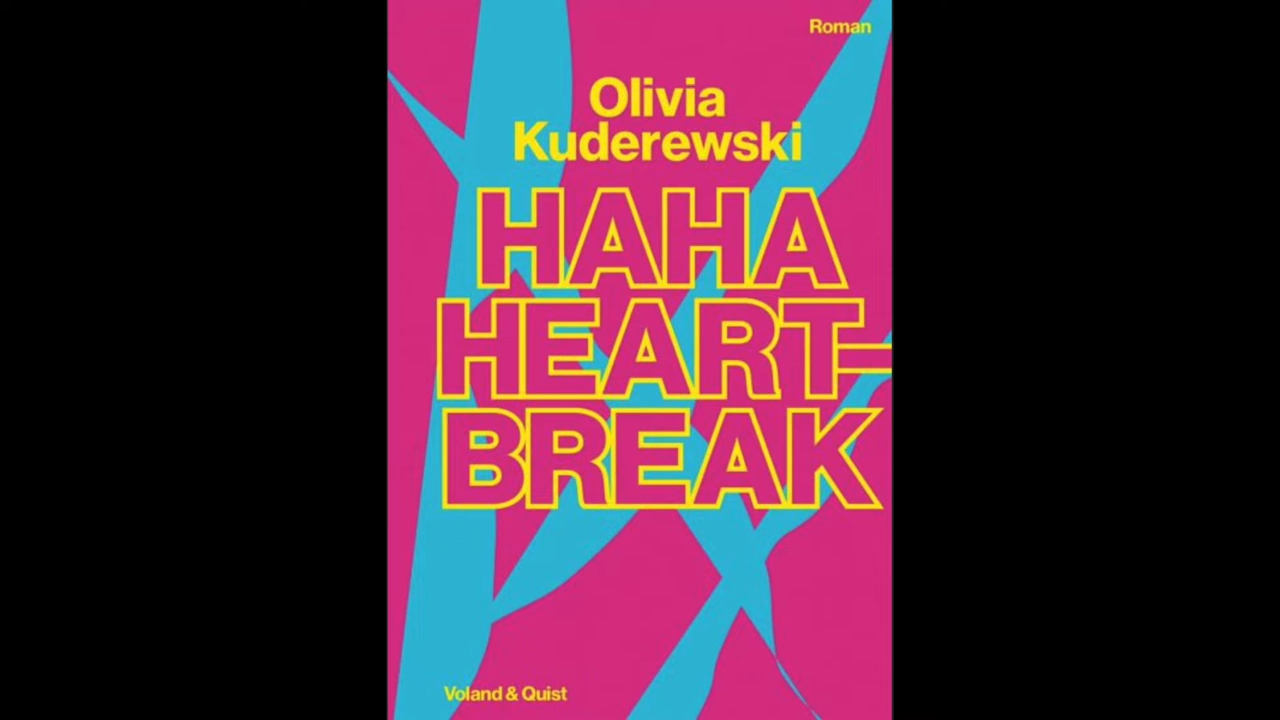 Roman
Olivia
Kuderewski
HAHA
HEART-
BREAK
Voland & Quist